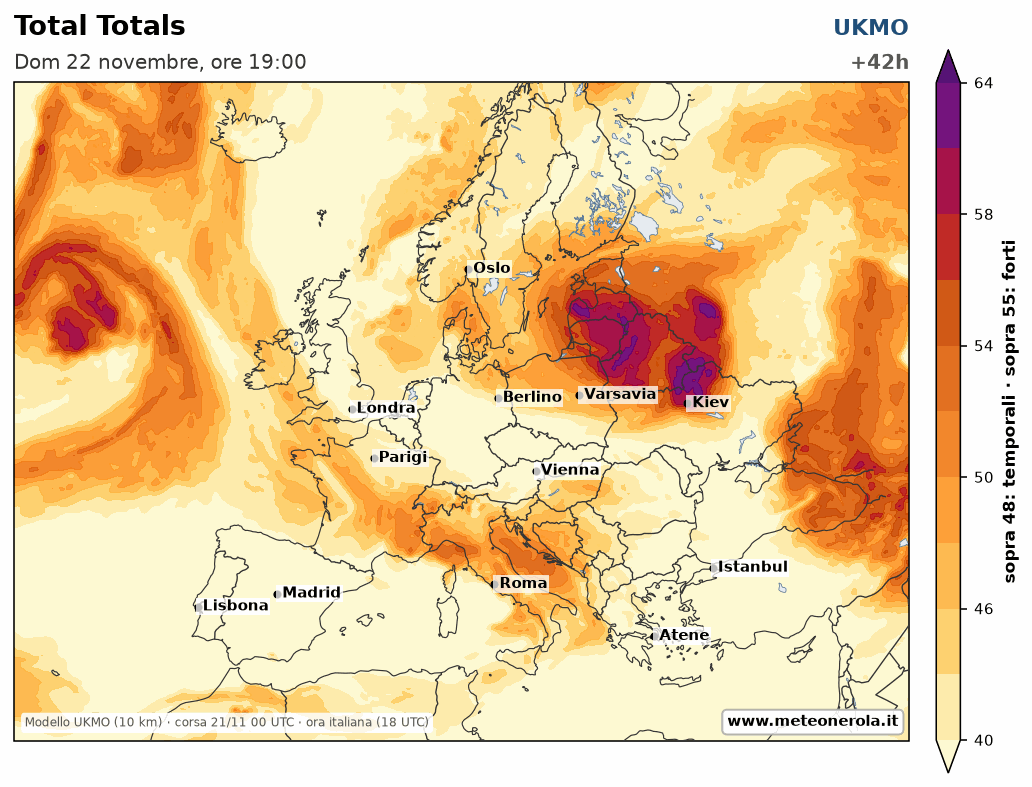 Total Totals
UKMO
Dom 22 novembre, ore 19:00
+42h
64
58
54
50
46
40
sopra 48: temporali · sopra 55: forti
Oslo
Berlino
Varsavia
Kiev
Londra
Parigi
Vienna
Istanbul
Roma
Madrid
Lisbona
Atene
Modello UKMO (10 km) · corsa 21/11 00 UTC · ora italiana (18 UTC)
www.meteonerola.it